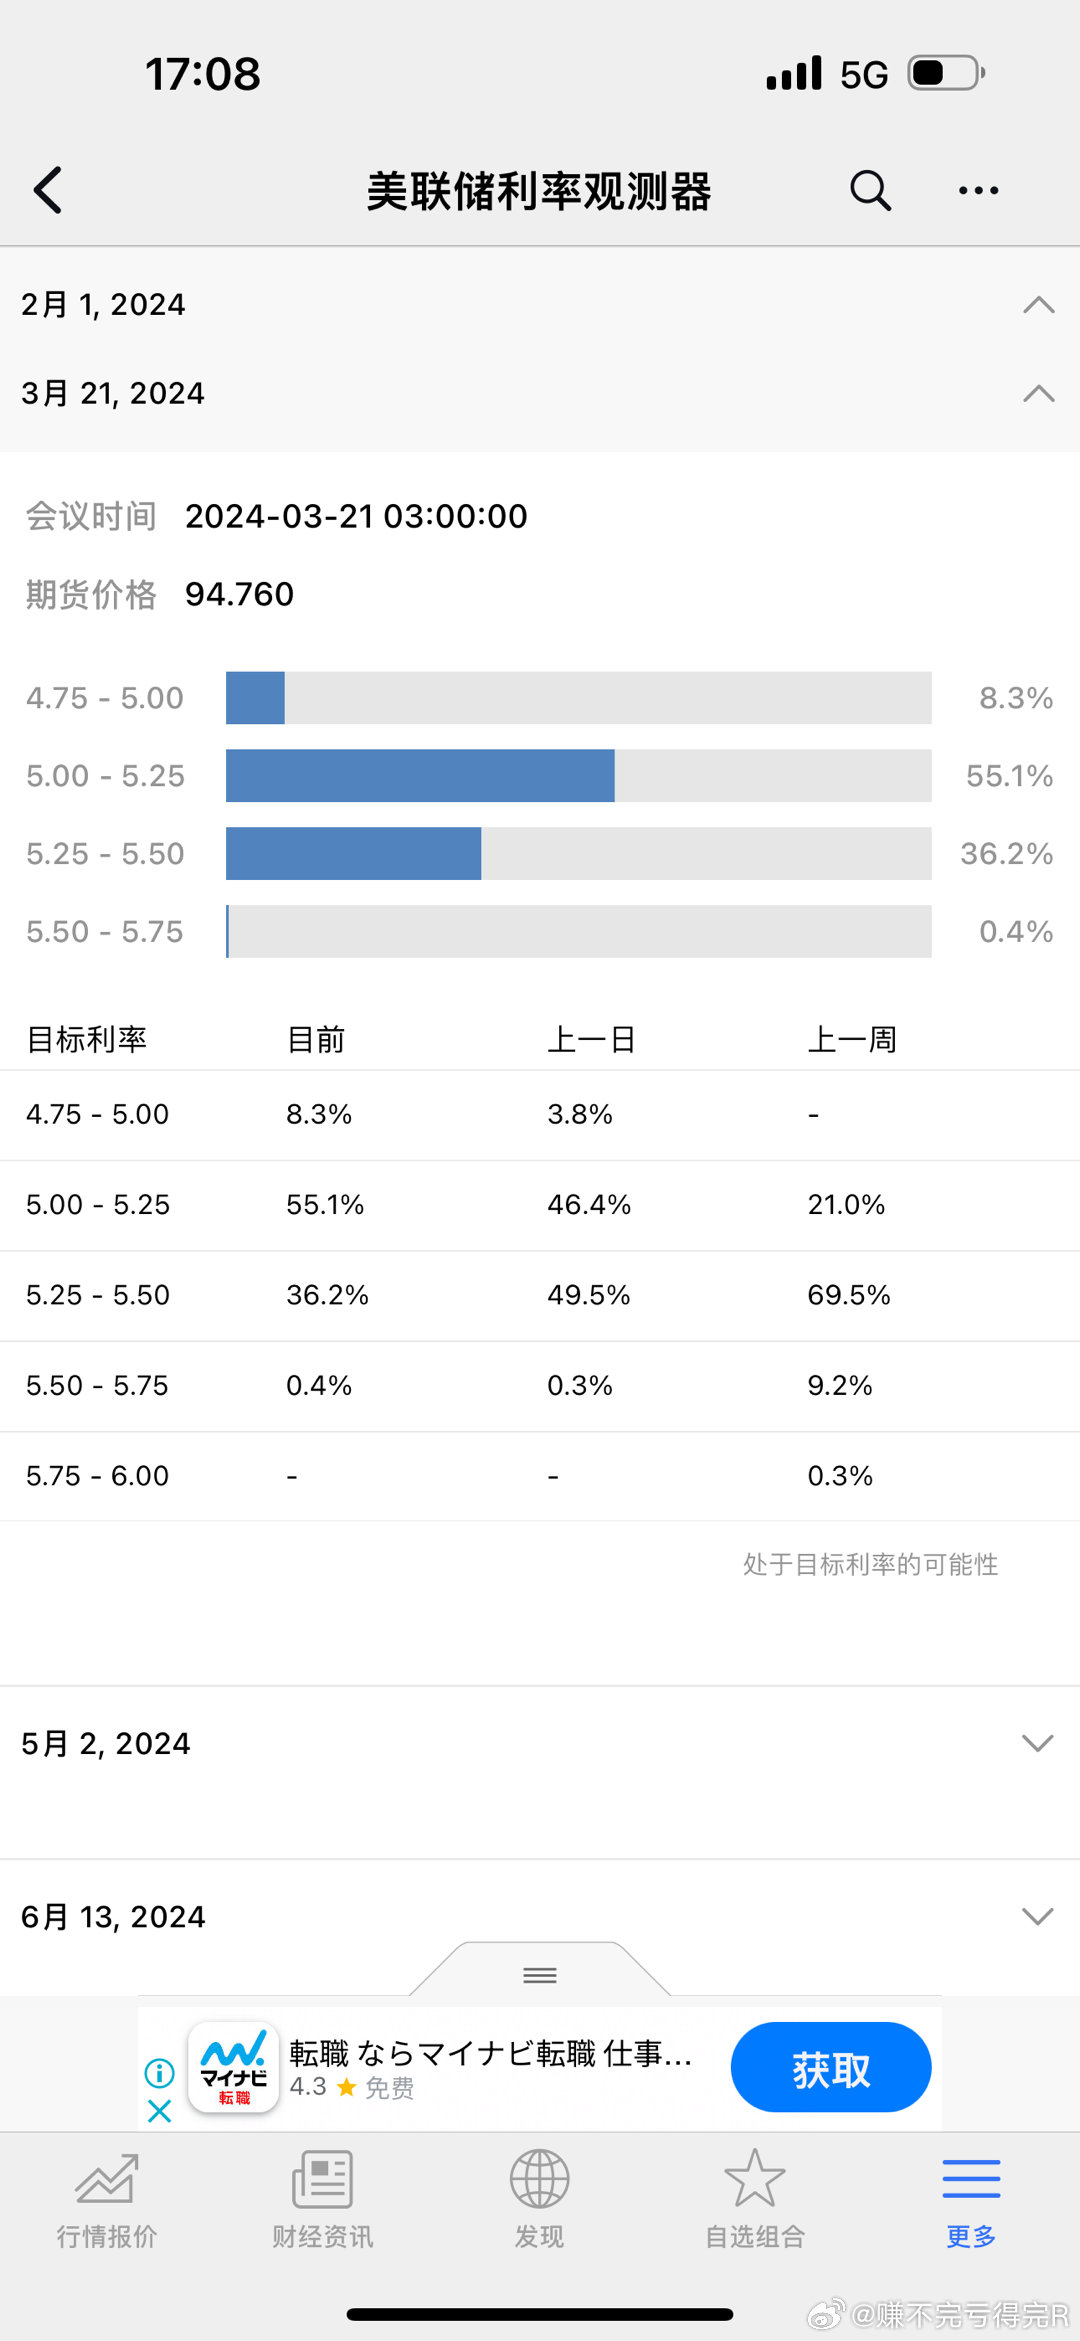 17:08 5G
美联储利率观测器
2月 1, 2024
3月 21, 2024
会议时间 2024-03-21 03:00:00
期货价格 94.760
4.75 - 5.00 8.3%
5.00 - 5.25 55.1%
5.25 - 5.50 36.2%
5.50 - 5.75 0.4%
目标利率 目前 上一日 上一周
4.75 - 5.00 8.3% 3.8% -
5.00 - 5.25 55.1% 46.4% 21.0%
5.25 - 5.50 36.2% 49.5% 69.5%
5.50 - 5.75 0.4% 0.3% 9.2%
5.75 - 6.00 - - 0.3%
处于目标利率的可能性
5月 2, 2024
6月 13, 2024
マイナビ
転職
転職 ならマイナビ転職 仕事...
4.3 ★ 免费
获取
行情报价 财经资讯 发现 自选组合 更多
@赚不完亏得完R